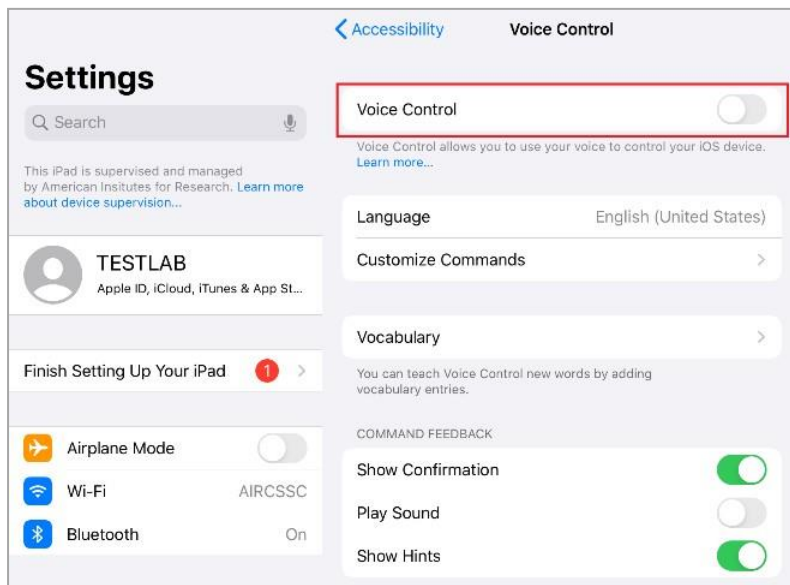 Settings
Search
This iPad is supervised and managed
by American Insitutes for Research. Learn more
about device supervision...
TESTLAB
Apple ID, iCloud, iTunes & App St...
Finish Setting Up Your iPad 1
Airplane Mode
Wi-Fi AIRCSSC
Bluetooth On
Accessibility Voice Control
Voice Control
Voice Control allows you to use your voice to control your iOS device.
Learn more...
Language English (United States)
Customize Commands
Vocabulary
You can teach Voice Control new words by adding
vocabulary entries.
COMMAND FEEDBACK
Show Confirmation
Play Sound
Show Hints